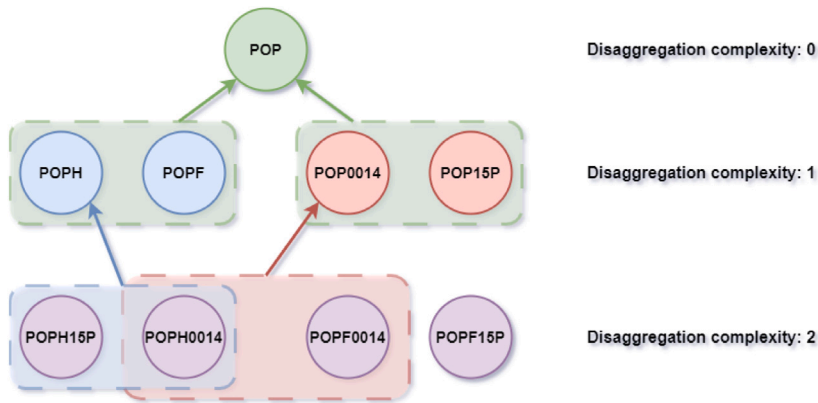 POP
Disaggregation complexity: 0
POPH
POPF
POP0014
POP15P
Disaggregation complexity: 1
POPH15P
POPH0014
POPF0014
POPF15P
Disaggregation complexity: 2